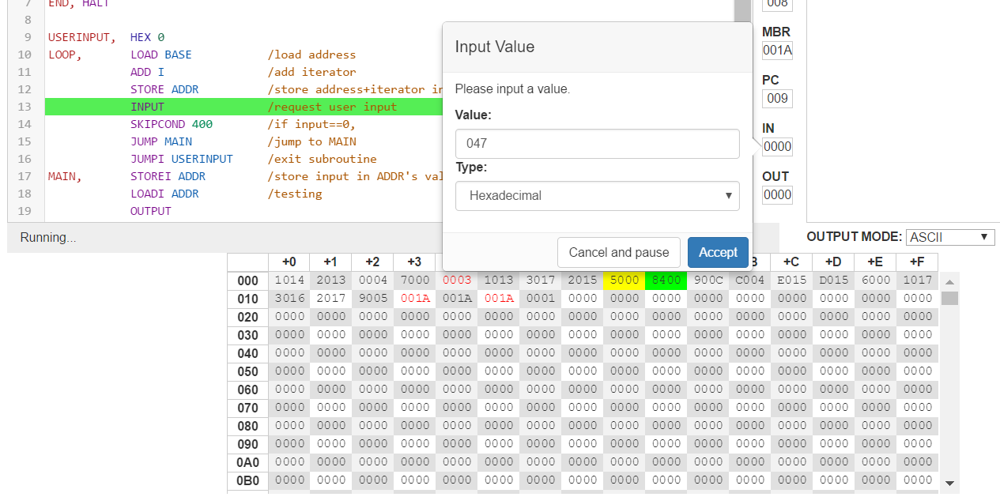 7 END, HALT
8
9 USERINPUT, HEX 0
10 LOOP, LOAD BASE /load address
11 ADD I /add iterator
12 STORE ADDR /store address+iterator in
13 INPUT /request user input
14 SKIPCOND 400 /if input==0,
15 JUMP MAIN /jump to MAIN
16 JUMPI USERINPUT /exit subroutine
17 MAIN, STOREI ADDR /store input in ADDR's val
18 LOADI ADDR /testing
19 OUTPUT
Running...
Input Value
Please input a value.
Value:
047
Type:
Hexadecimal
Cancel and pause Accept
008
MBR
001A
PC
009
IN
0000
OUT
0000
OUTPUT MODE: ASCII
+0 +1 +2 +3 B +C +D +E +F
000 1014 2013 0004 7000 0003 1013 3017 2015 5000 8400 900C C004 E015 D015 6000 1017
010 3016 2017 9005 001A 001A 001A 0001 0000 0000 0000 0000 0000 0000 0000 0000 0000
020 0000 0000 0000 0000 0000 0000 0000 0000 0000 0000 0000 0000 0000 0000 0000 0000
030 0000 0000 0000 0000 0000 0000 0000 0000 0000 0000 0000 0000 0000 0000 0000 0000
040 0000 0000 0000 0000 0000 0000 0000 0000 0000 0000 0000 0000 0000 0000 0000 0000
050 0000 0000 0000 0000 0000 0000 0000 0000 0000 0000 0000 0000 0000 0000 0000 0000
060 0000 0000 0000 0000 0000 0000 0000 0000 0000 0000 0000 0000 0000 0000 0000 0000
070 0000 0000 0000 0000 0000 0000 0000 0000 0000 0000 0000 0000 0000 0000 0000 0000
080 0000 0000 0000 0000 0000 0000 0000 0000 0000 0000 0000 0000 0000 0000 0000 0000
090 0000 0000 0000 0000 0000 0000 0000 0000 0000 0000 0000 0000 0000 0000 0000 0000
0A0 0000 0000 0000 0000 0000 0000 0000 0000 0000 0000 0000 0000 0000 0000 0000 0000
0B0 0000 0000 0000 0000 0000 0000 0000 0000 0000 0000 0000 0000 0000 0000 0000 0000